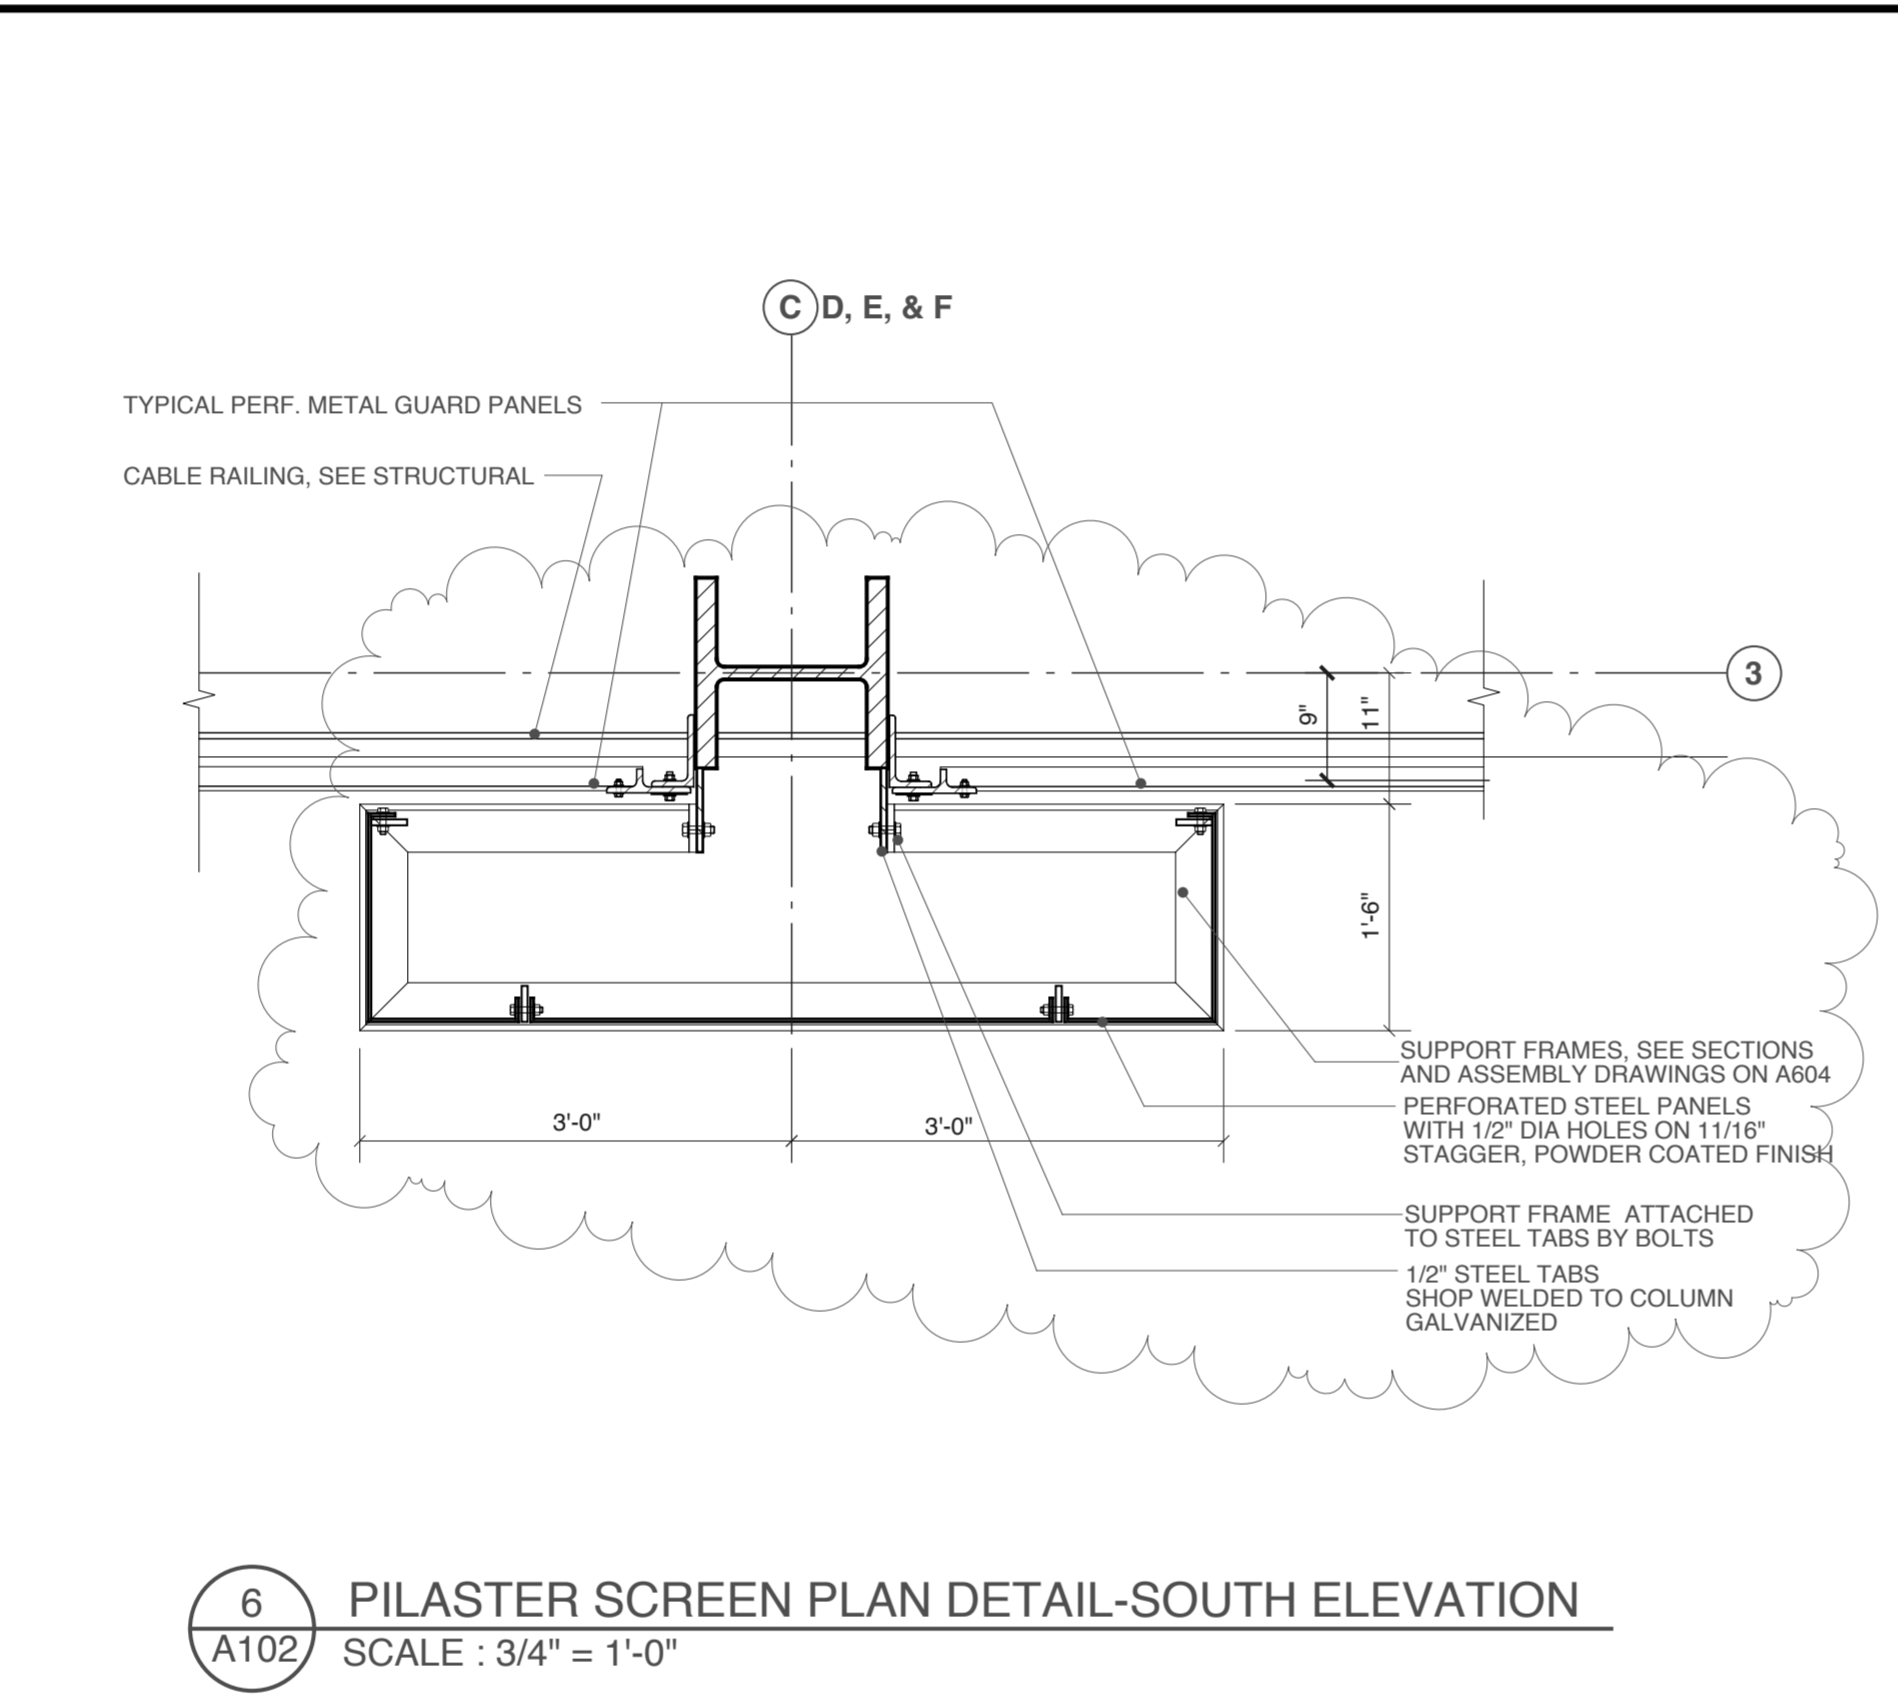 C D, E, & F
TYPICAL PERF. METAL GUARD PANELS
CABLE RAILING, SEE STRUCTURAL
3
9"
11"
1'-6"
SUPPORT FRAMES, SEE SECTIONS
AND ASSEMBLY DRAWINGS ON A604
PERFORATED STEEL PANELS
WITH 1/2" DIA HOLES ON 11/16"
STAGGER, POWDER COATED FINISH
3'-0"
3'-0"
SUPPORT FRAME ATTACHED
TO STEEL TABS BY BOLTS
1/2" STEEL TABS
SHOP WELDED TO COLUMN
GALVANIZED
6
A102
PILASTER SCREEN PLAN DETAIL-SOUTH ELEVATION
SCALE : 3/4" = 1'-0"